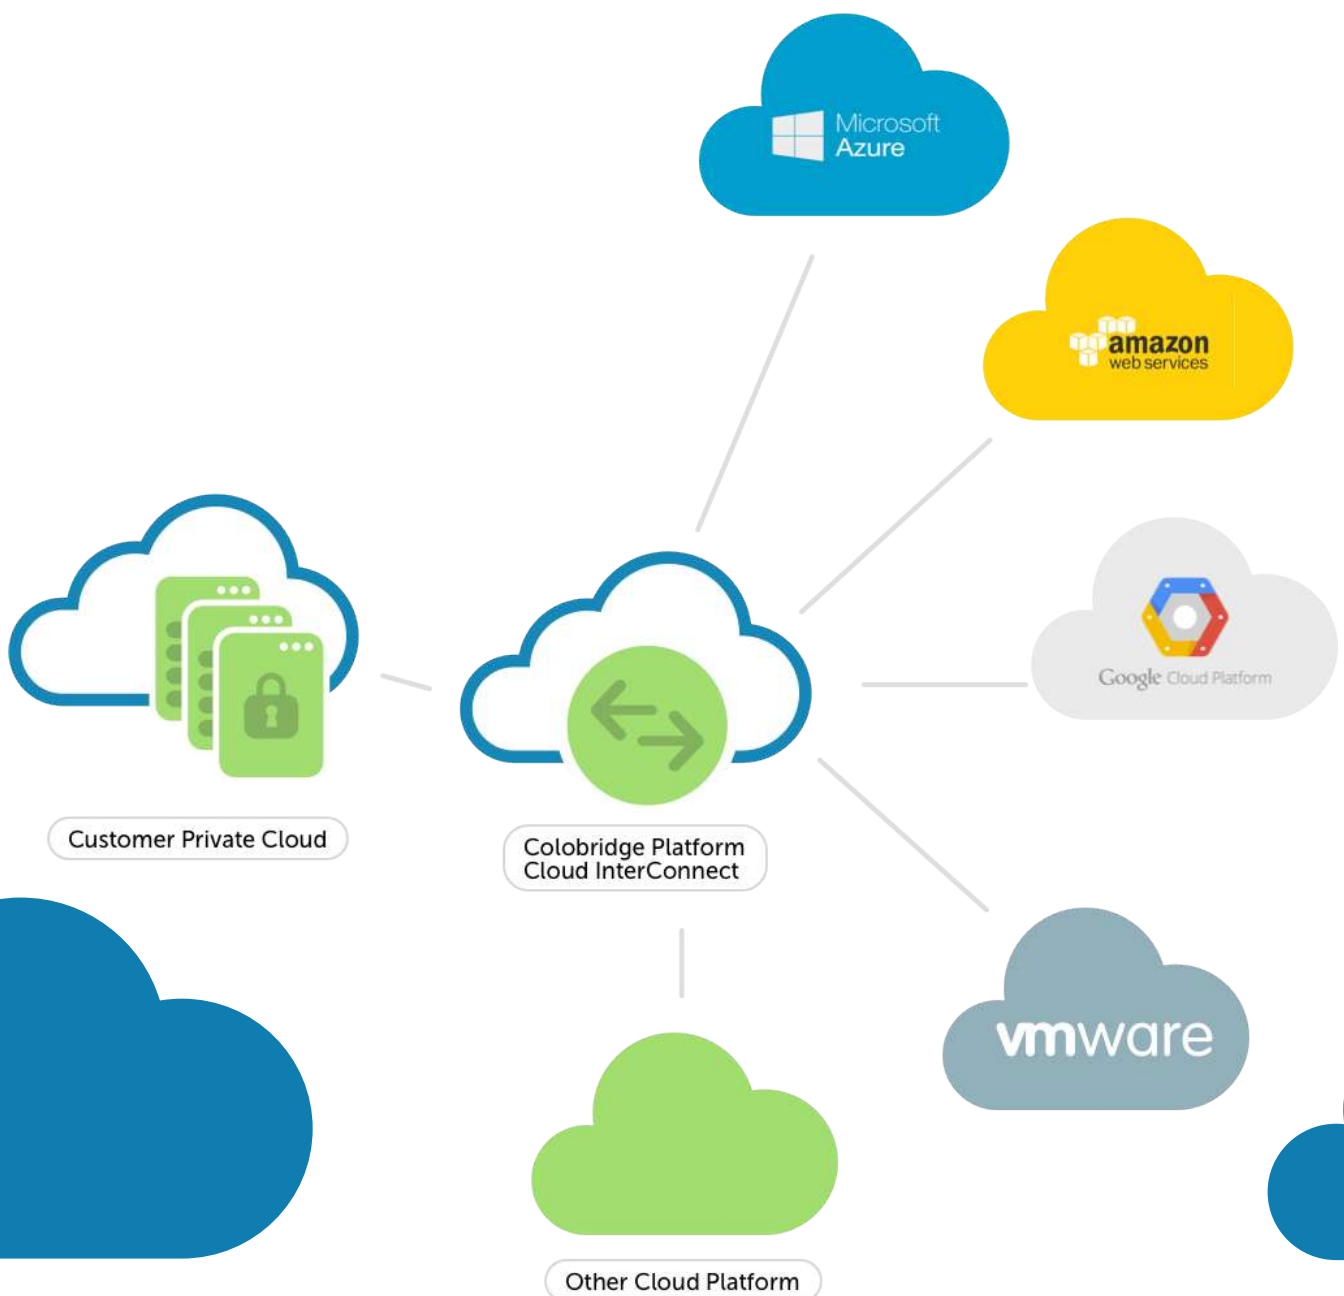 Microsoft
Azure
amazon
web services
Google Cloud Platform
Customer Private Cloud
Colobridge Platform
Cloud InterConnect
vmware
Other Cloud Platform